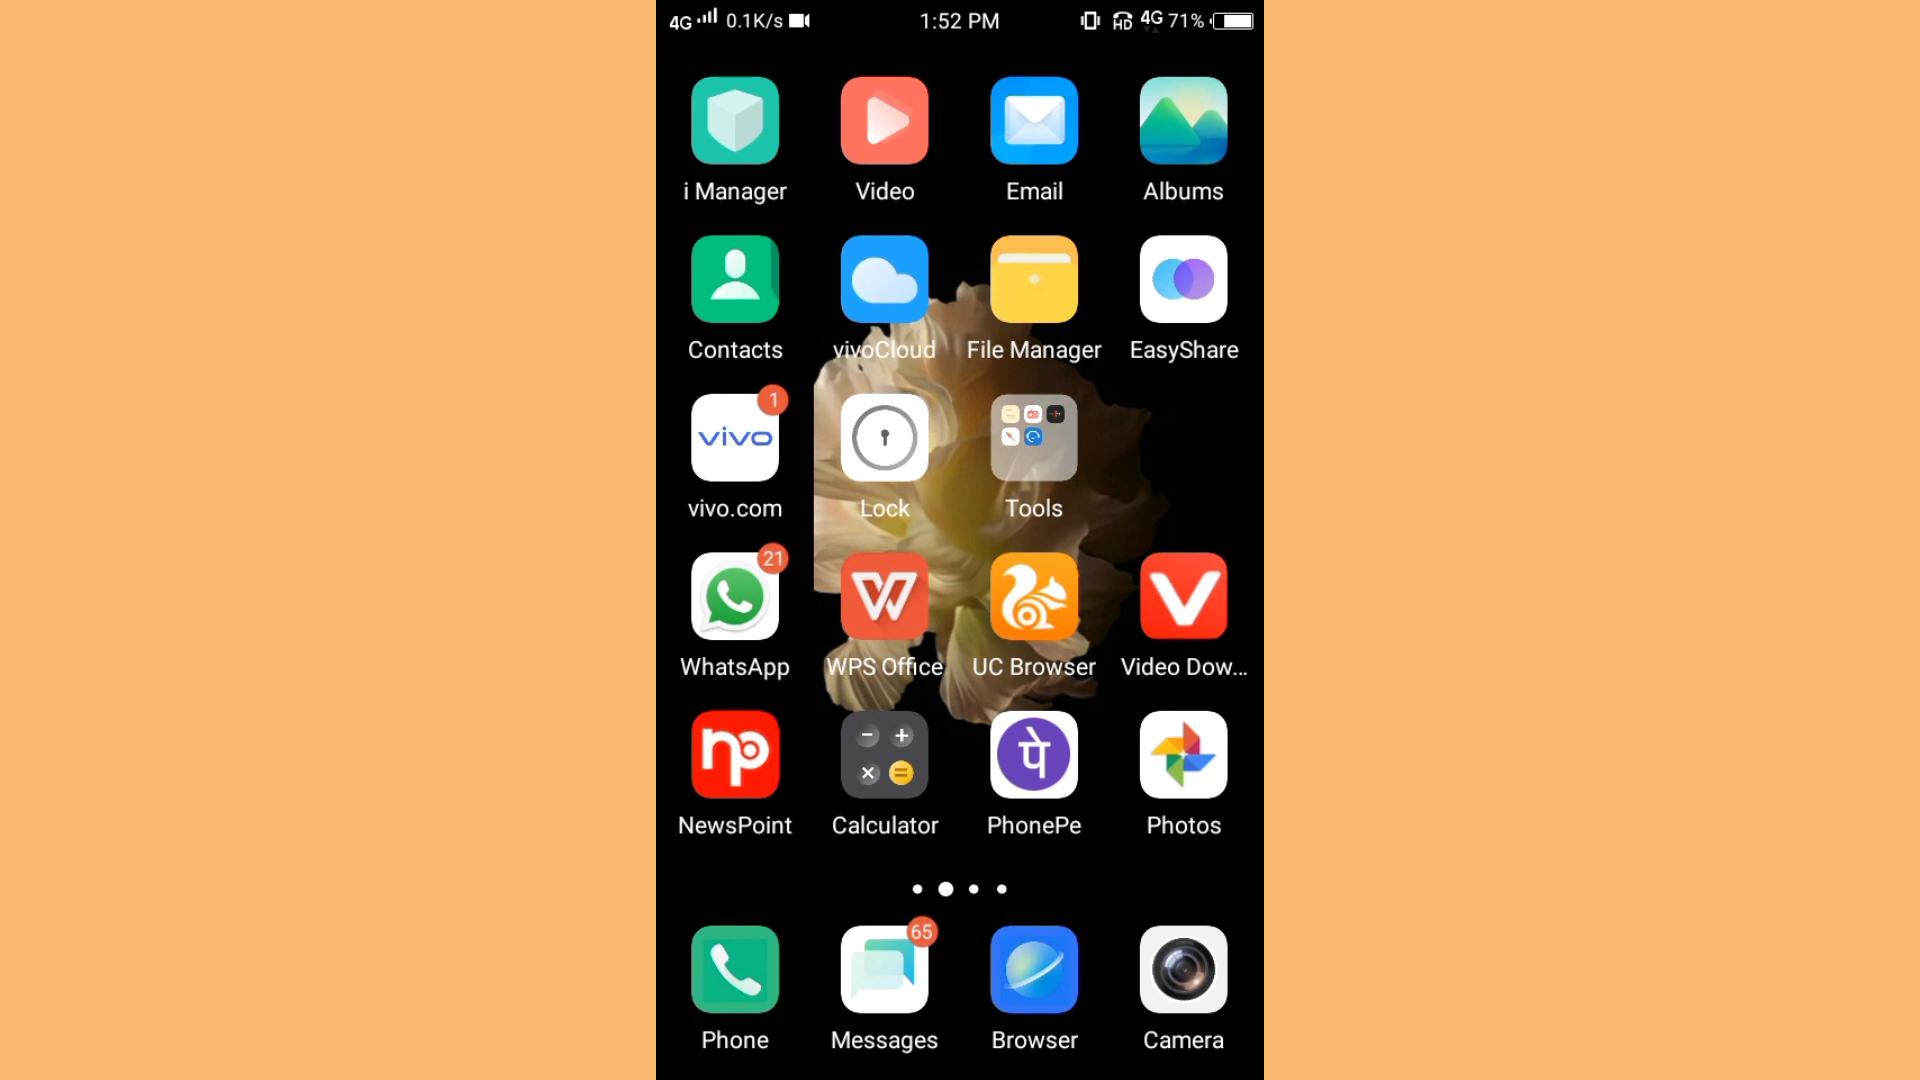 4G 0.1K/s 1:52 PM HD 4G 71%
i Manager Video Email Albums
Contacts vivoCloud File Manager EasyShare
1
vivo
vivo.com Lock Tools
21
WhatsApp WPS Office UC Browser Video Dow...
np पे
NewsPoint Calculator PhonePe Photos
65
Phone Messages Browser Camera